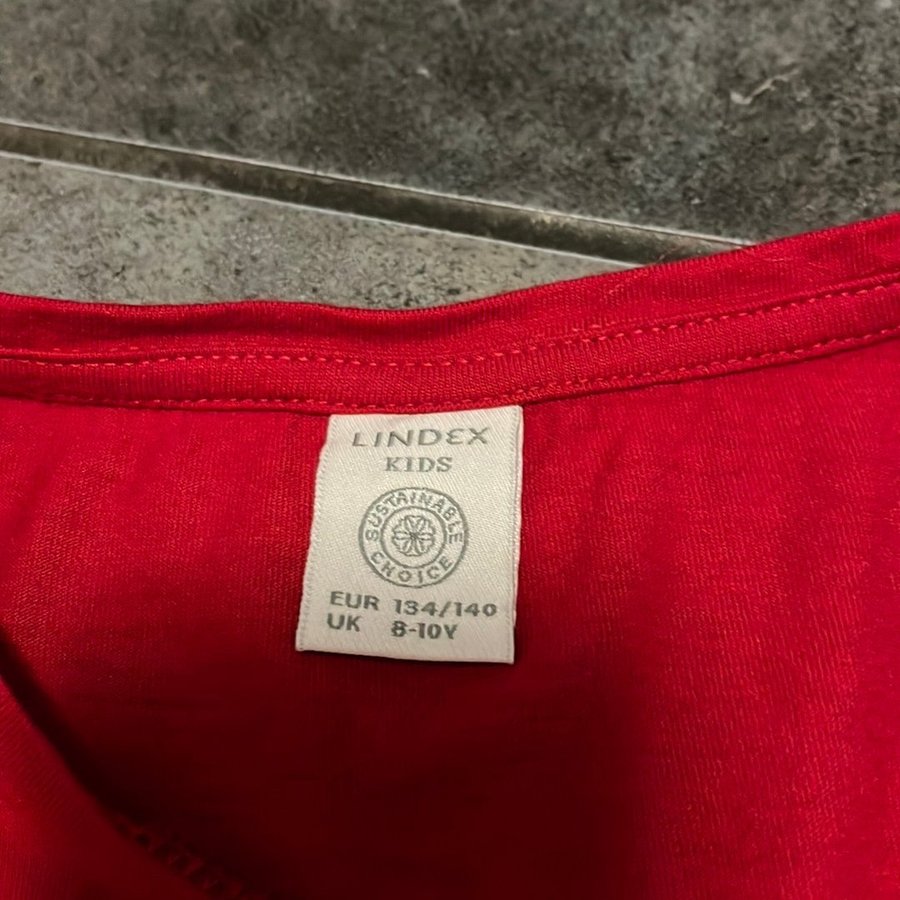 LINDEX
KIDS
SUSTAINABLE
CHOICE
EUR 134/140
UK 8-10Y